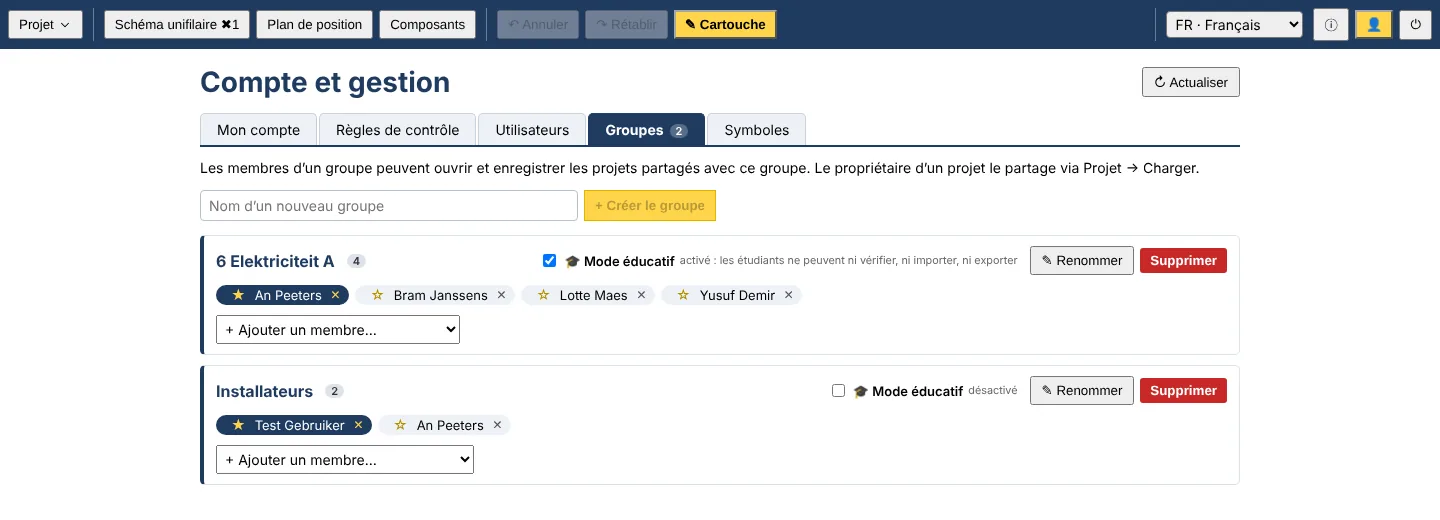 Projet
Schéma unifilaire ✖1
Plan de position
Composants
↶ Annuler
↷ Rétablir
✎ Cartouche
FR · Français
ⓘ
Compte et gestion
↻ Actualiser
Mon compte
Règles de contrôle
Utilisateurs
Groupes 2
Symboles
Les membres d’un groupe peuvent ouvrir et enregistrer les projets partagés avec ce groupe. Le propriétaire d’un projet le partage via Projet → Charger.
Nom d’un nouveau groupe
+ Créer le groupe
6 Elektriciteit A 4
🎓 Mode éducatif activé : les étudiants ne peuvent ni vérifier, ni importer, ni exporter
✎ Renommer
Supprimer
★ An Peeters ×
☆ Bram Janssens ×
☆ Lotte Maes ×
☆ Yusuf Demir ×
+ Ajouter un membre...
Installateurs 2
🎓 Mode éducatif désactivé
✎ Renommer
Supprimer
★ Test Gebruiker ×
☆ An Peeters ×
+ Ajouter un membre...